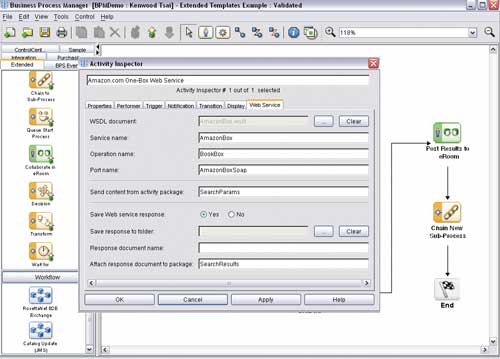 Business Process Manager : [BPMDemo : Kenwood Tsai] - Extended Templates Example : Validated
File Edit View Tools Control Help
118%
ControlCent Sample
Integration Purchas
Extended BPS Even
Chain to
Sub-Process
Queue Start
Process
Collaborate in
eRoom
Decision
Transform
Wait for
Workflow
RosettaNet B2B
Exchange
Catalog Update
(JMS)
Activity Inspector
Amazon.com One-Box Web Service
Activity Inspector # 1 out of 1 selected
Properties Performer Trigger Notification Transition Display Web Service
WSDL document: AmazonBox.wsdl ... Clear
Service name: AmazonBox
Operation name: BookBox
Port name: AmazonBoxSoap
Send content from activity package: SearchParams
Save Web service response: Yes No
Save response to folder: ... Clear
Response document name:
Attach response document to package: SearchResults
OK Cancel Apply Help
Post Results to
eRoom
Chain New
Sub-Process
End